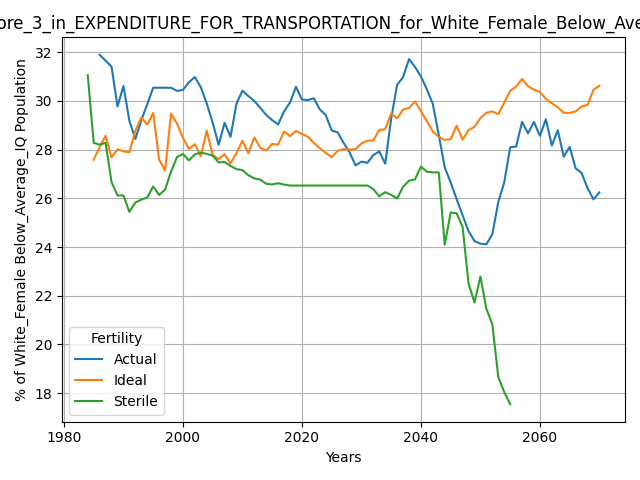 ore_3_in_EXPENDITURE_FOR_TRANSPORTATION_for_White_Female_Below_Ave
% of White_Female Below_Average_IQ Population
32
30
28
26
24
22
20
18
Fertility
Actual
Ideal
Sterile
1980
2000
2020
2040
2060
Years